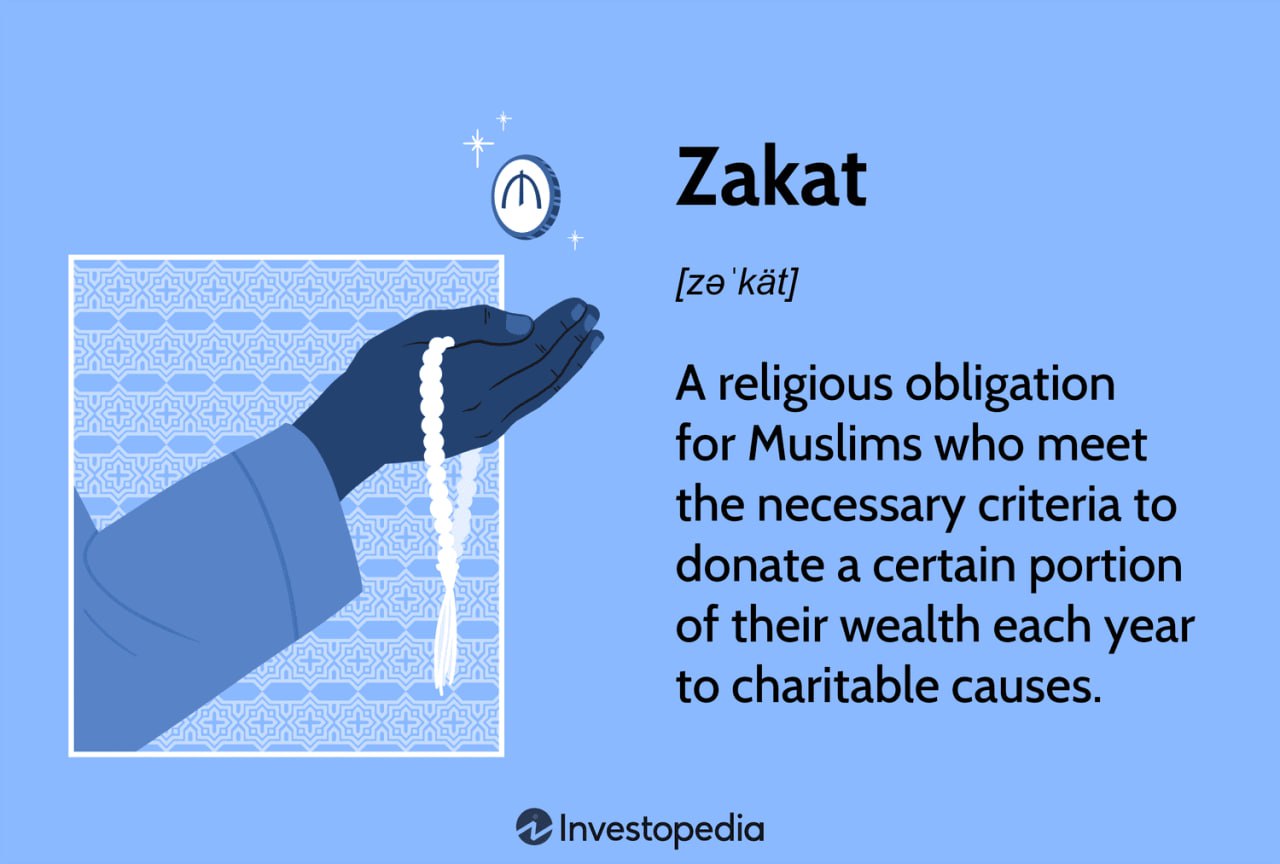 Zakat
[zəˈkät]
A religious obligation
for Muslims who meet
the necessary criteria to
donate a certain portion
of their wealth each year
to charitable causes.
Investopedia